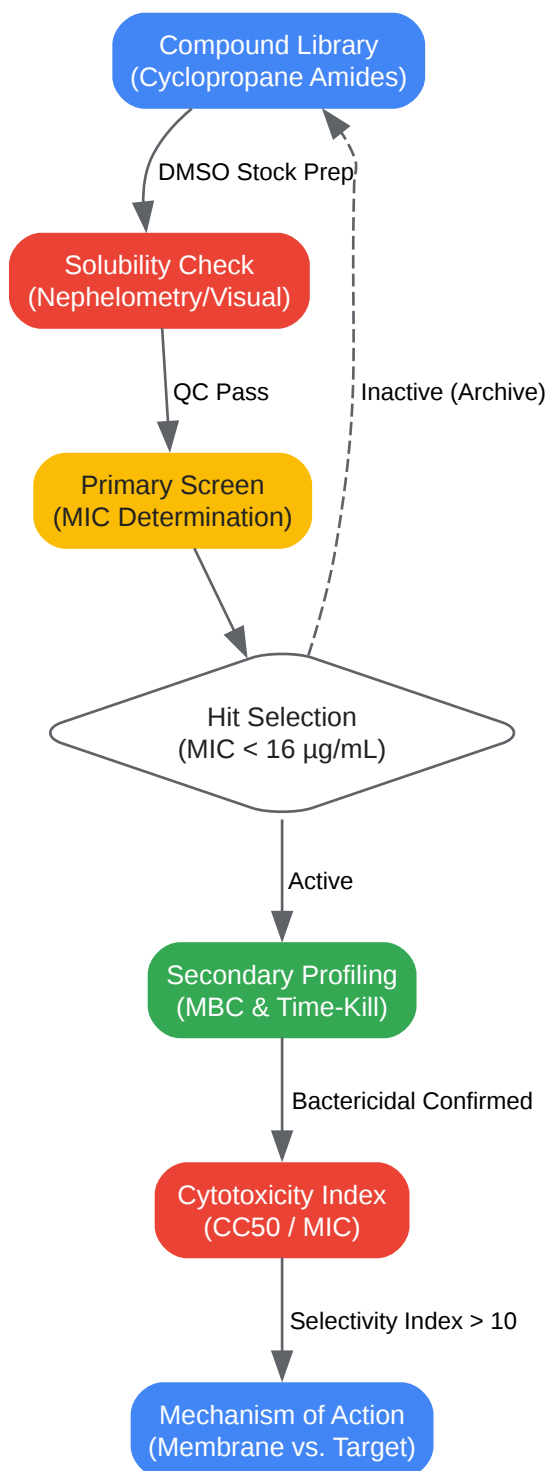 Compound Library
(Cyclopropane Amides)
DMSO Stock Prep
Solubility Check
(Nephelometry/Visual)
QC Pass
Inactive (Archive)
Primary Screen
(MIC Determination)
Hit Selection
(MIC < 16 µg/mL)
Active
Secondary Profiling
(MBC & Time-Kill)
Bactericidal Confirmed
Cytotoxicity Index
(CC50 / MIC)
Selectivity Index > 10
Mechanism of Action
(Membrane vs. Target)